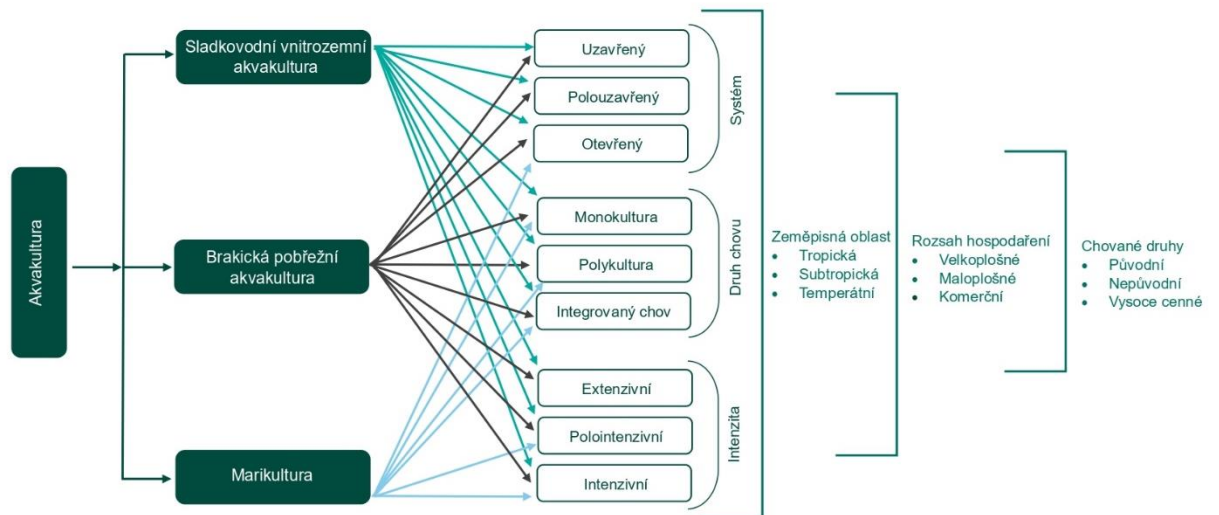 Akvakultura
Sladkovodní vnitrozemní
akvakultura
Brakická pobřežní
akvakultura
Marikultura
Uzavřený
Polouzavřený
Otevřený
Systém
Monokultura
Polykultura
Integrovaný chov
Druh chovu
Extenzivní
Polointenzivní
Intenzivní
Intenzita
Zeměpisná oblast
• Tropická
• Subtropická
• Temperátní
Rozsah hospodaření
• Velkoplošné
• Maloplošné
• Komerční
Chované druhy
• Původní
• Nepůvodní
• Vysoce cenné